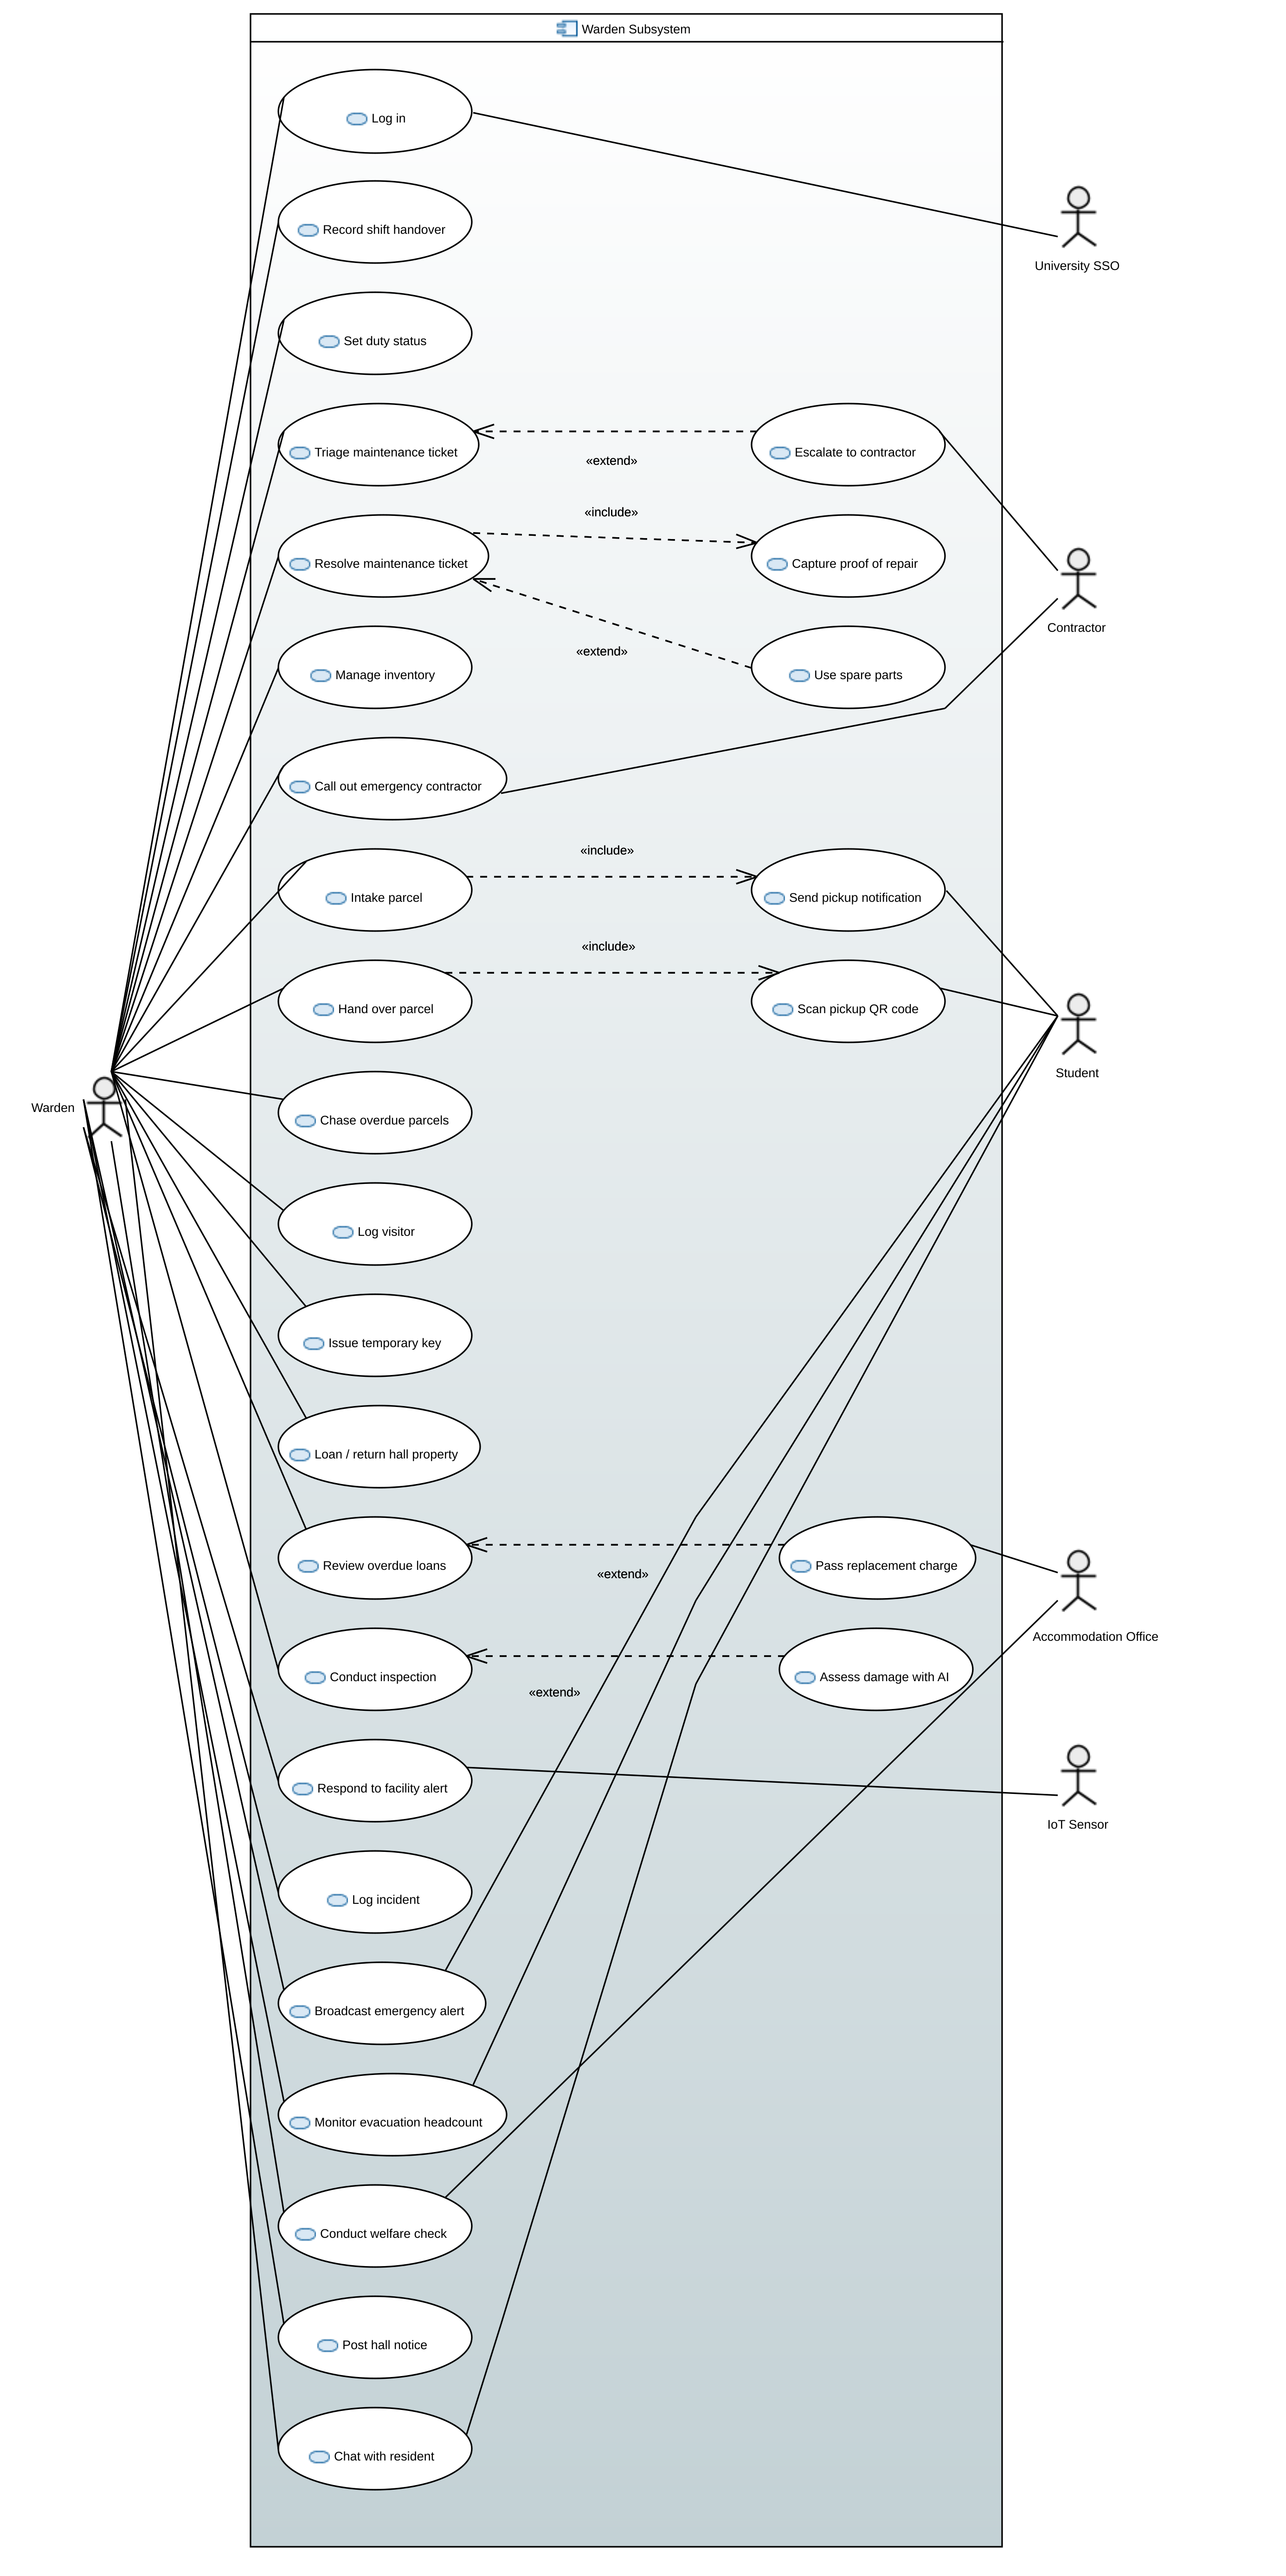 Warden Subsystem
Log in
Record shift handover
University SSO
Set duty status
Triage maintenance ticket
Escalate to contractor
«extend»
«include»
Resolve maintenance ticket
Capture proof of repair
Contractor
«extend»
Manage inventory
Use spare parts
Call out emergency contractor
«include»
Intake parcel
Send pickup notification
«include»
Hand over parcel
Scan pickup QR code
Student
Warden
Chase overdue parcels
Log visitor
Issue temporary key
Loan / return hall property
Review overdue loans
Pass replacement charge
«extend»
Accommodation Office
Conduct inspection
Assess damage with AI
«extend»
Respond to facility alert
IoT Sensor
Log incident
Broadcast emergency alert
Monitor evacuation headcount
Conduct welfare check
Post hall notice
Chat with resident